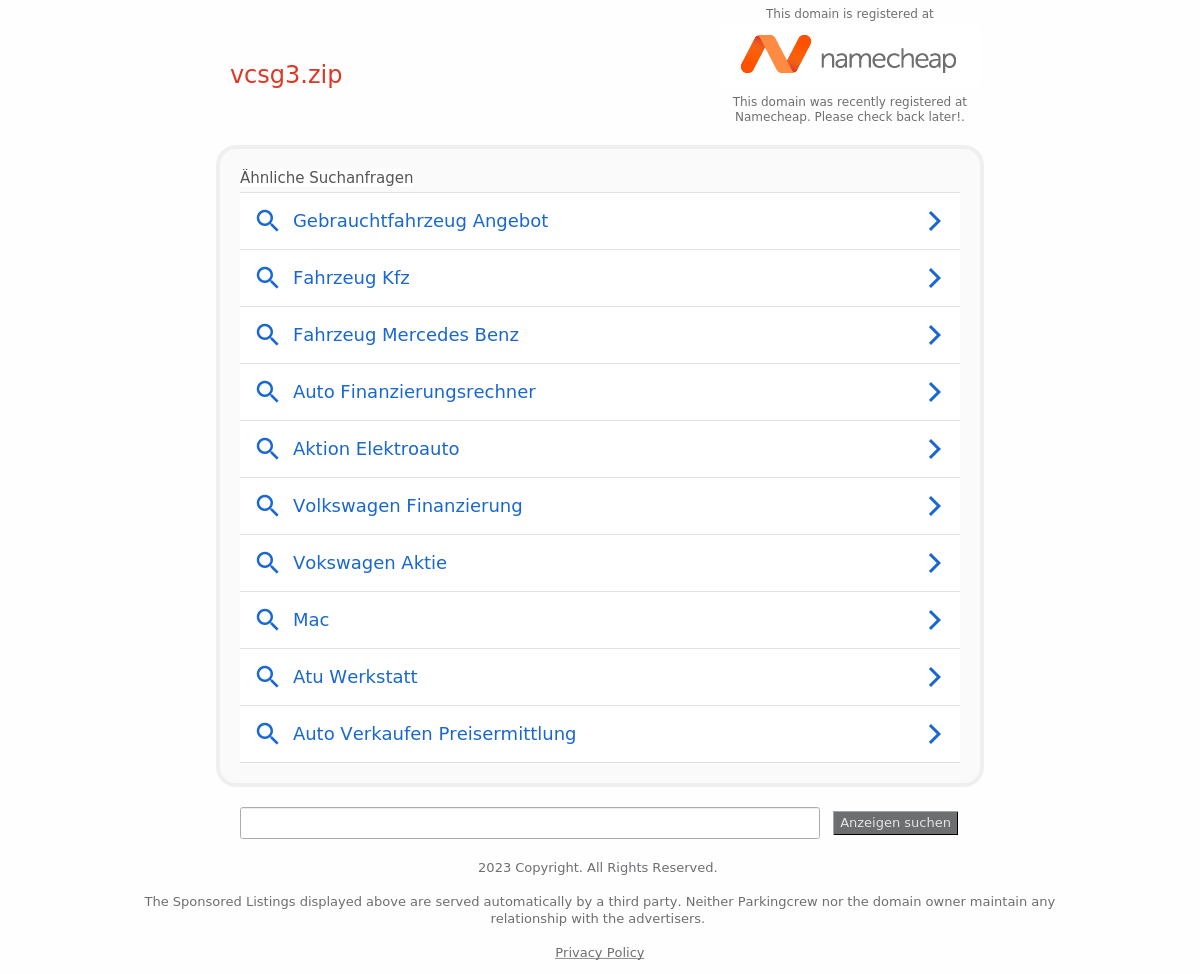 This domain is registered at
namecheap
vcsg3.zip
This domain was recently registered at
Namecheap. Please check back later!.
Ähnliche Suchanfragen
Gebrauchtfahrzeug Angebot
Fahrzeug Kfz
Fahrzeug Mercedes Benz
Auto Finanzierungsrechner
Aktion Elektroauto
Volkswagen Finanzierung
Vokswagen Aktie
Mac
Atu Werkstatt
Auto Verkaufen Preisermittlung
Anzeigen suchen
2023 Copyright. All Rights Reserved.
The Sponsored Listings displayed above are served automatically by a third party. Neither Parkingcrew nor the domain owner maintain any
relationship with the advertisers.
Privacy Policy